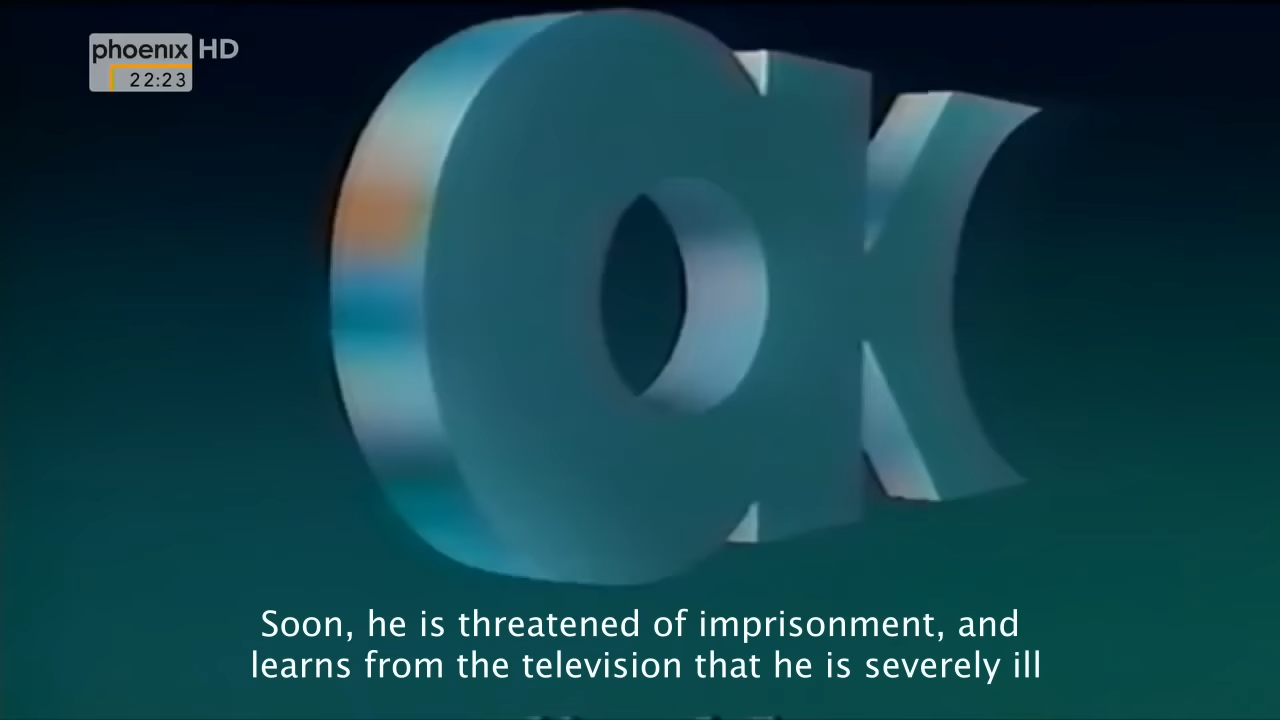 phoenix HD
22:23
OK
Soon, he is threatened of imprisonment, and
learns from the television that he is severely ill